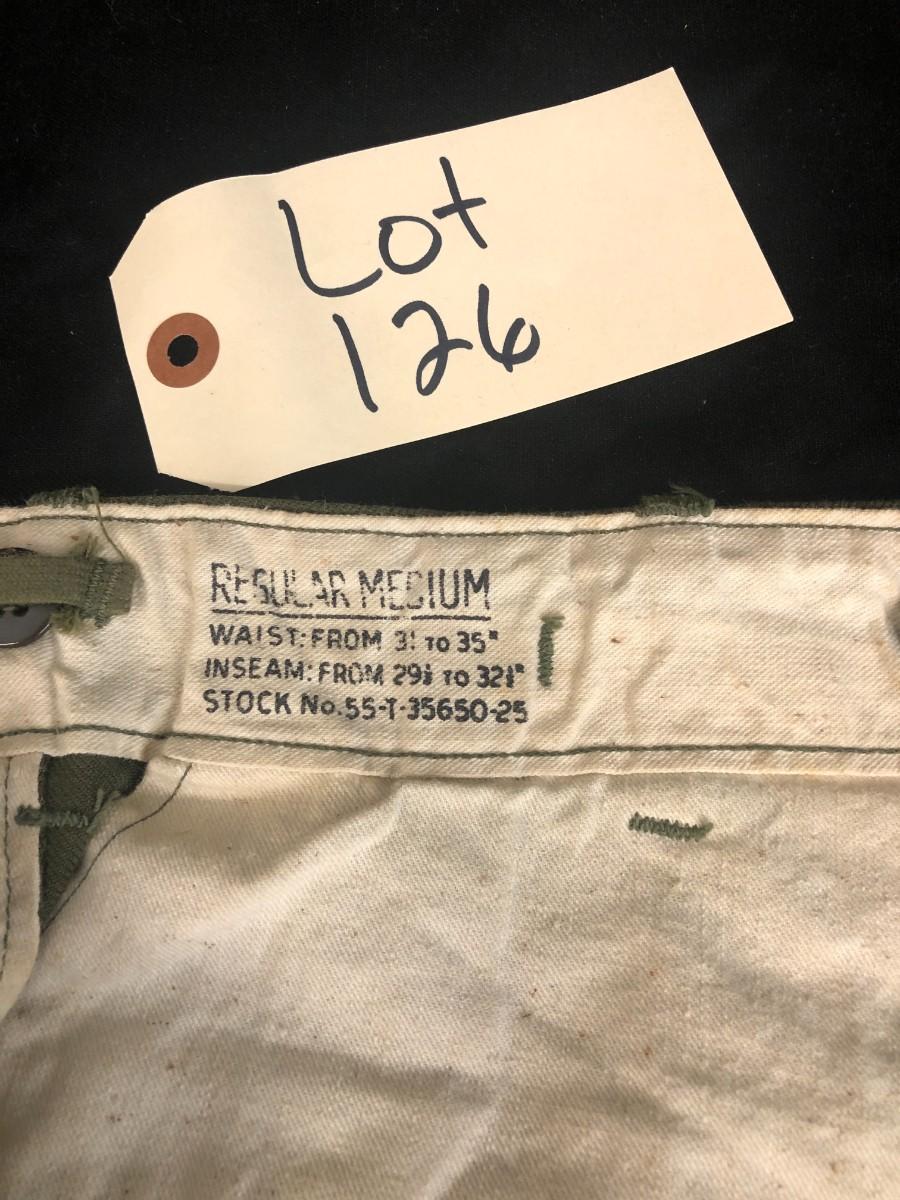 Lot
126
REGULAR MEDIUM
WAIST: FROM 31 TO 35"
INSEAM: FROM 29½ TO 32½"
STOCK No. 55-T-35650-25